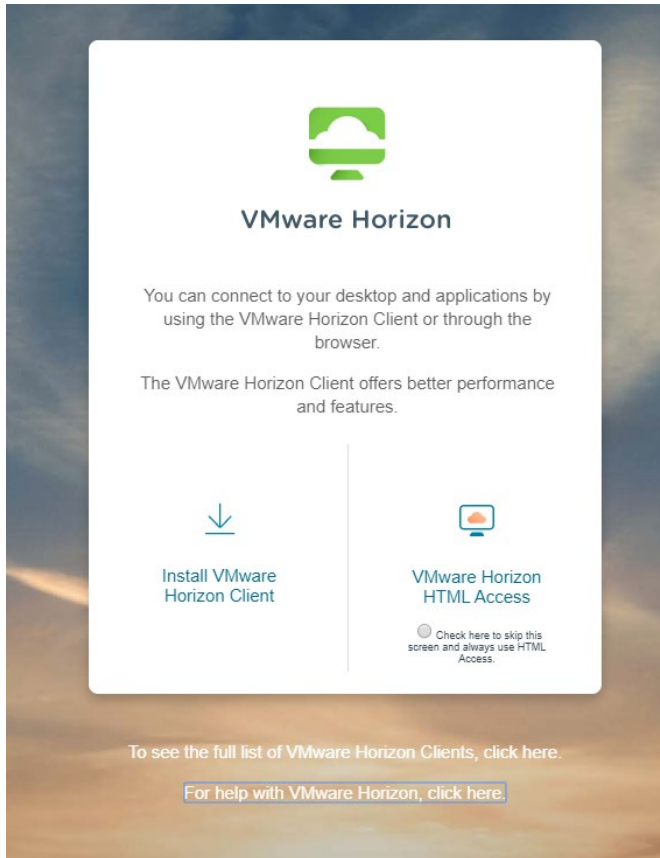 VMware Horizon
You can connect to your desktop and applications by
using the VMware Horizon Client or through the
browser.
The VMware Horizon Client offers better performance
and features.
Install VMware
Horizon Client
VMware Horizon
HTML Access
Check here to skip this
screen and always use HTML
Access.
To see the full list of VMware Horizon Clients, click here.
For help with VMware Horizon, click here.